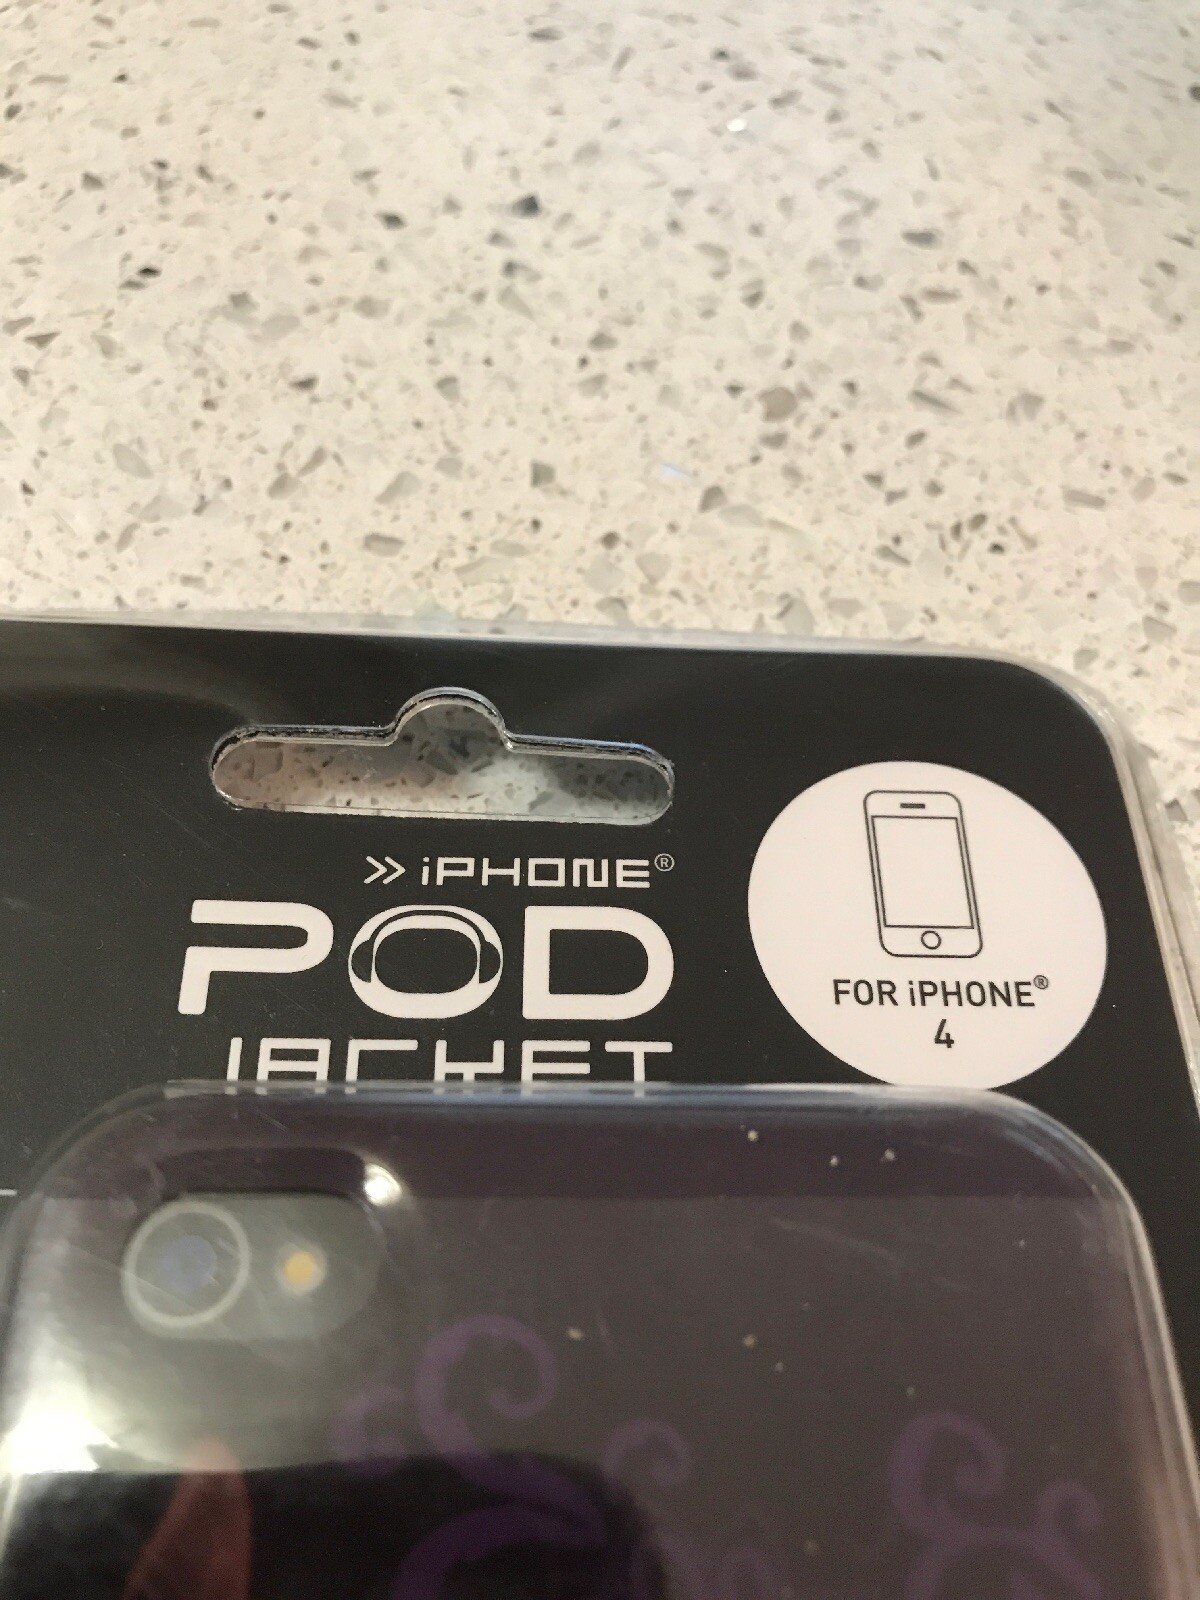 >> iPHONE®
POD
JACKET
FOR iPHONE®
4